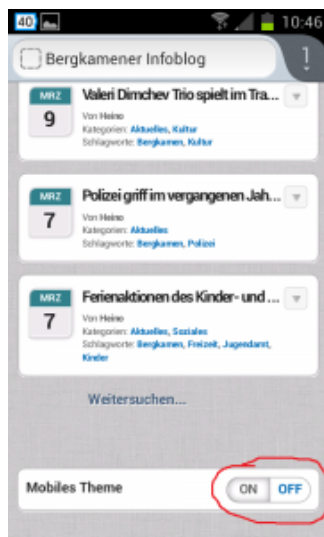 40
10:46
Bergkamener Infoblog
1
MRZ
9
Valeri Dimchev Trio spielt im Tra...
Von Heino
Kategorien: Aktuelles, Kultur
Schlagworte: Bergkamen, Kultur
MRZ
7
Polizei griff im vergangenen Jah...
Von Heino
Kategorien: Aktuelles
Schlagworte: Bergkamen, Polizei
MRZ
7
Ferienaktionen des Kinder- und ...
Von Heino
Kategorien: Aktuelles, Soziales
Schlagworte: Bergkamen, Freizeit, Jugendamt,
Kinder
Weitersuchen...
Mobiles Theme
ON OFF